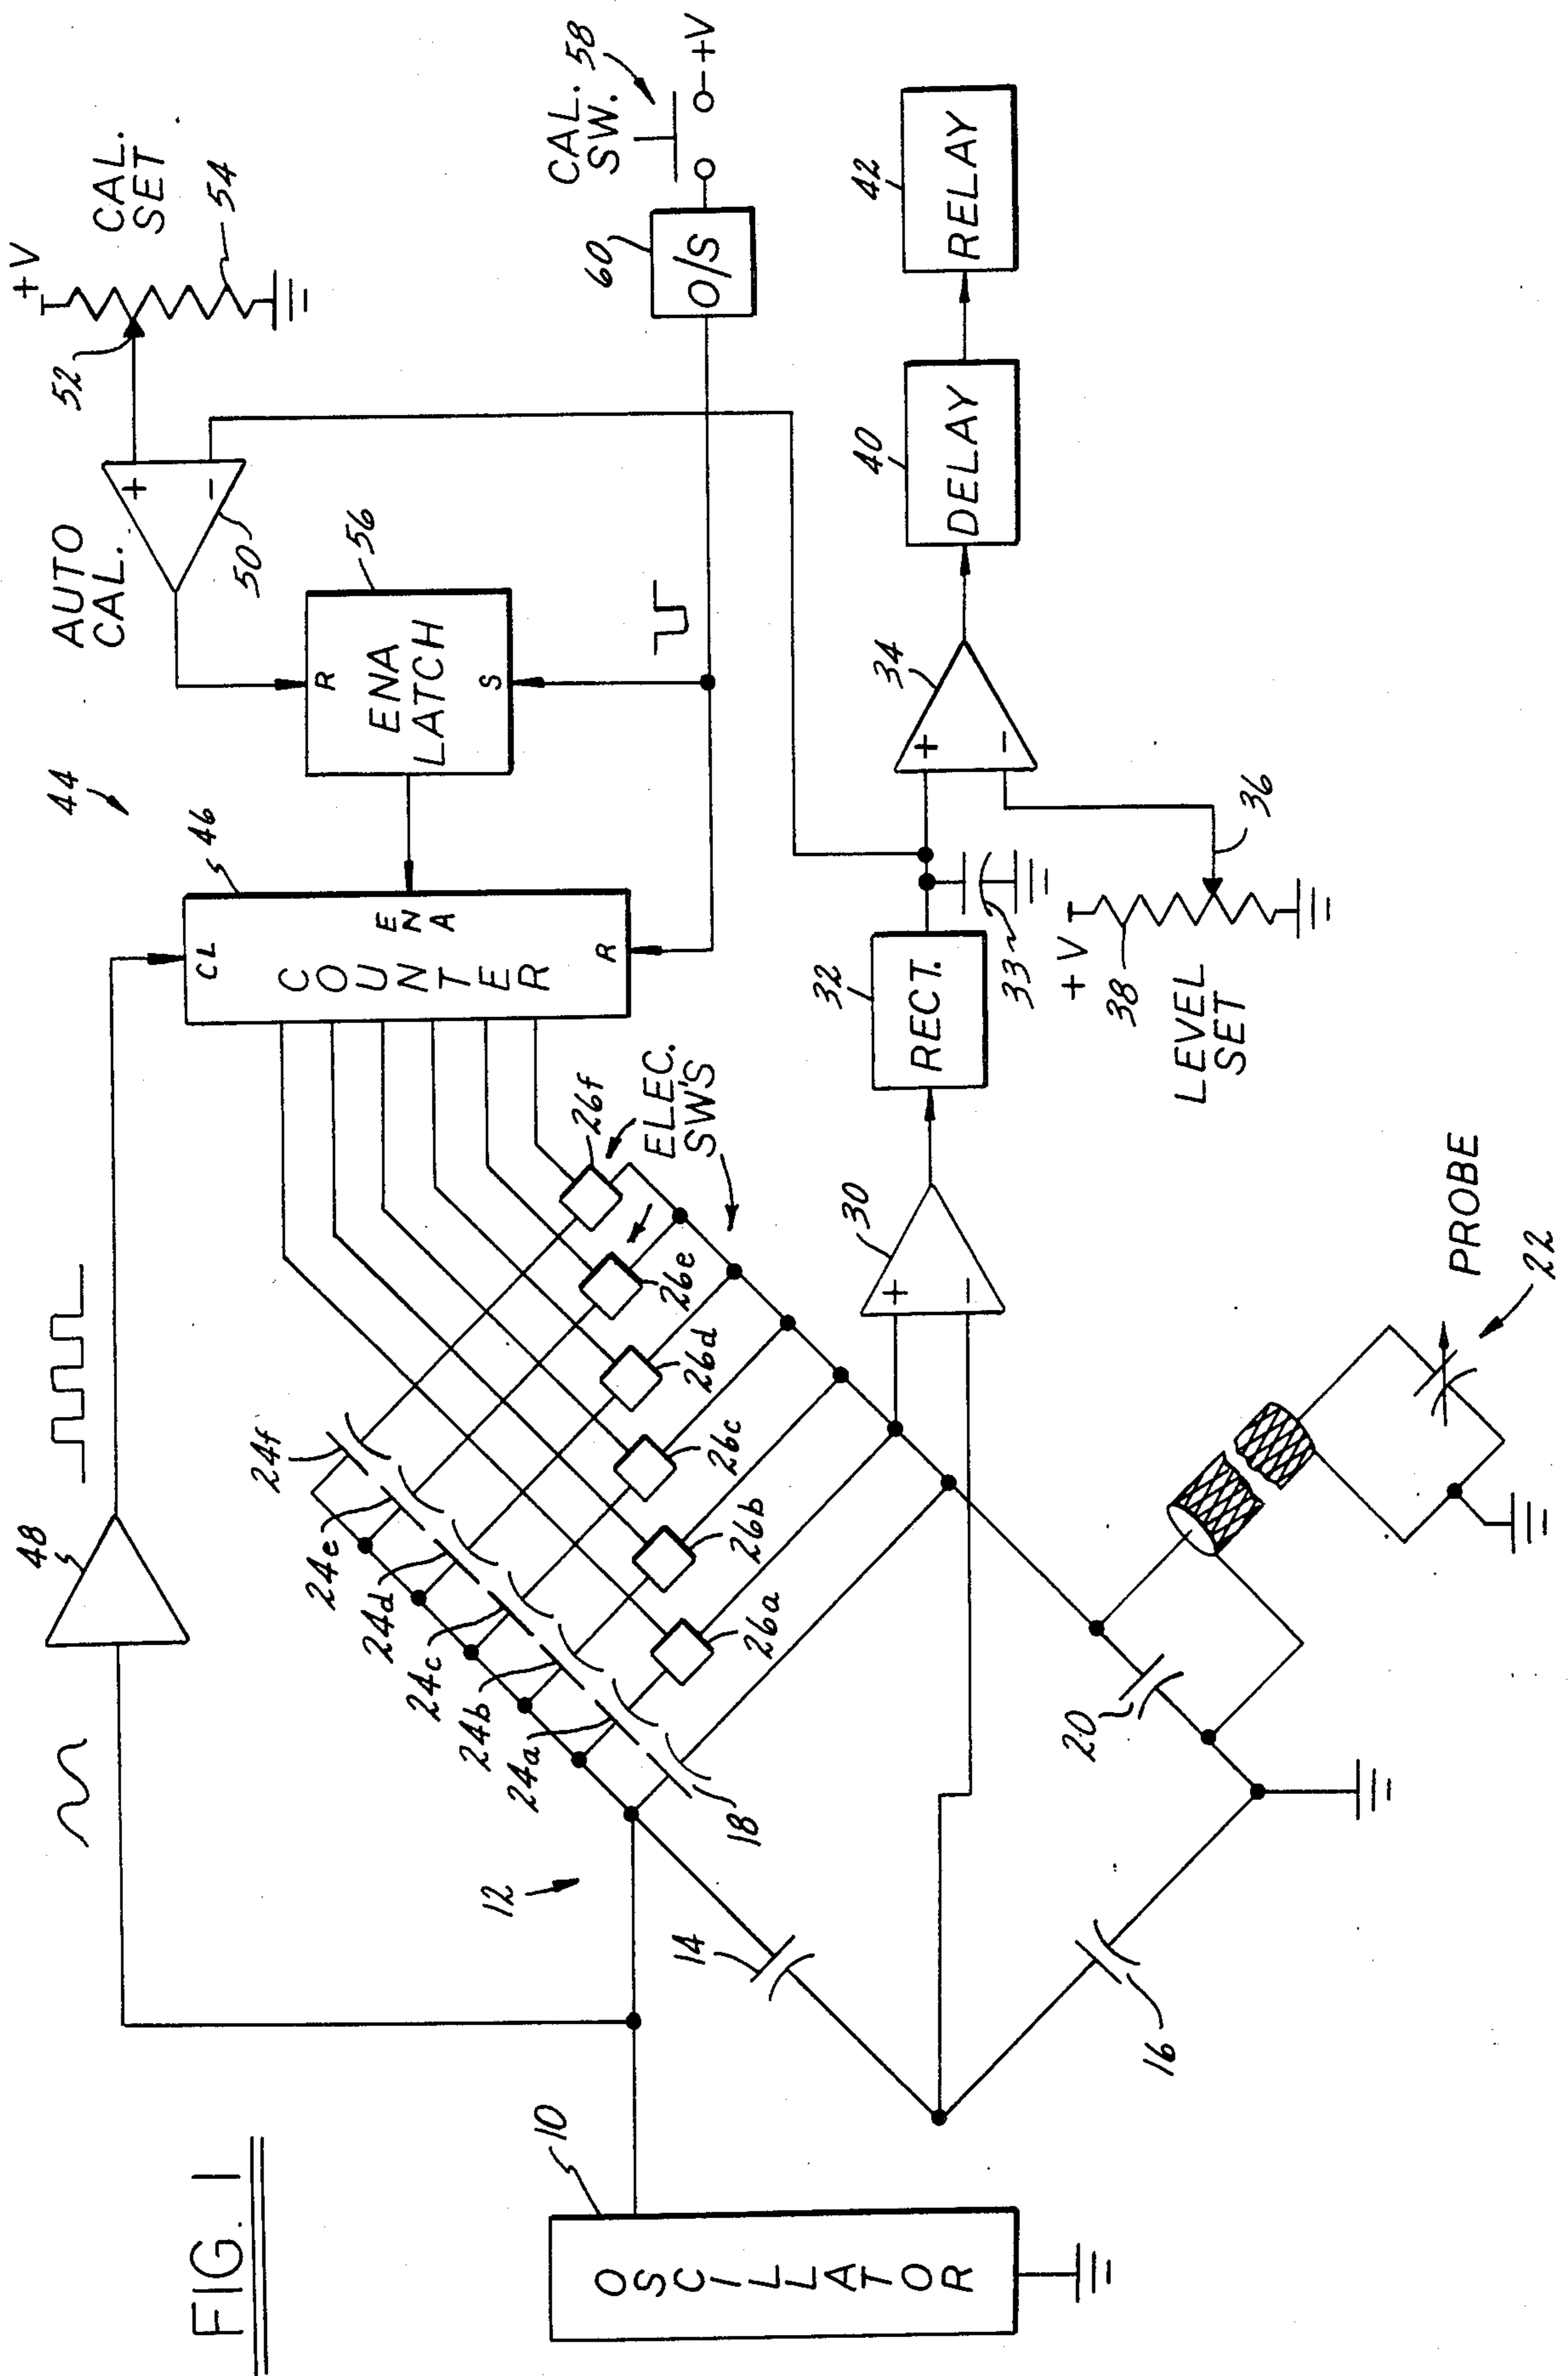 FIG. 1
OSCILLATOR
10
12
14
16
18
20
22
PROBE
24a
24b
24c
24d
24e
24f
26a
26b
26c
26d
26e
26f
ELEC.
SW'S
48
44
46
CL
COUNTER
ENA
R
AUTO
CAL.
50
+
-
52
+V
CAL.
SET
54
56
R
ENA
LATCH
S
CAL.
SW.
58
+V
60
O/S
30
+
-
32
RECT.
33
34
+
-
36
+V
38
LEVEL
SET
40
DELAY
42
RELAY